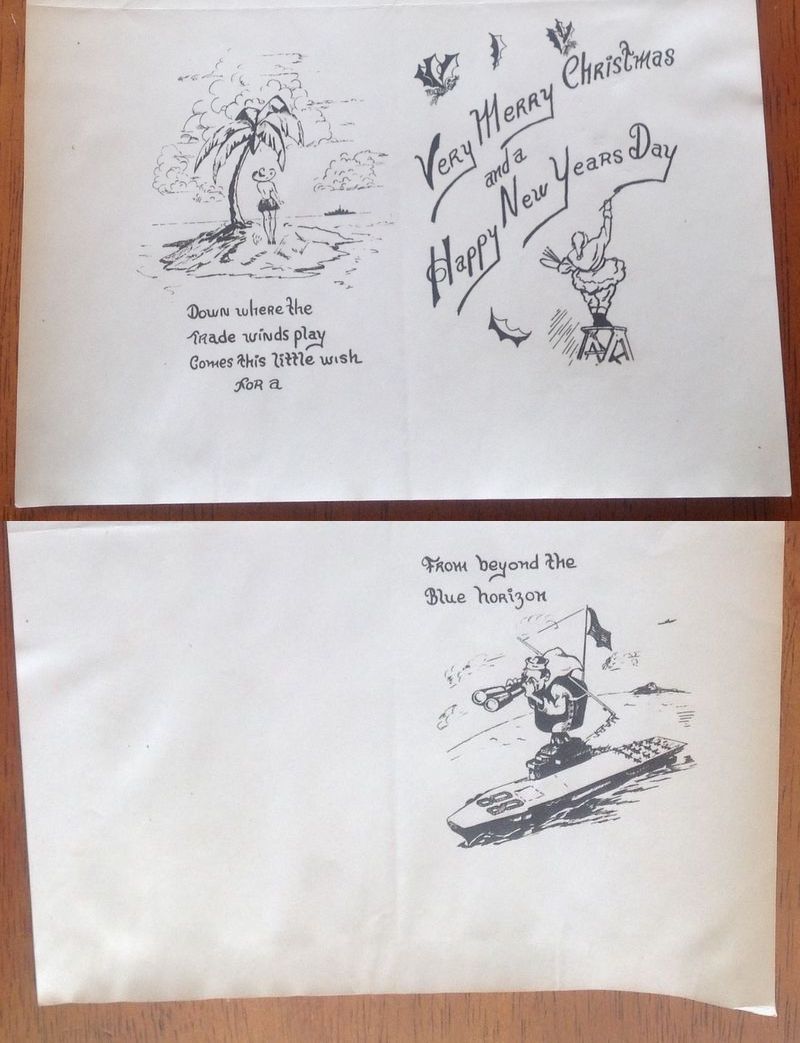 Down where the
Trade winds play
Comes this little wish
for a
Very Merry Christmas
and a
Happy New Years Day
From beyond the
Blue horizon